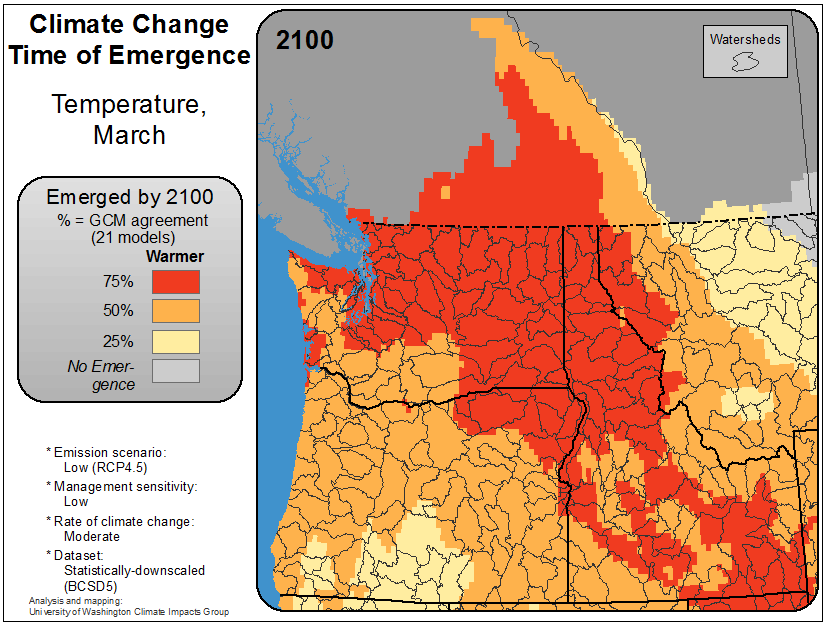 Climate Change
Time of Emergence
Temperature,
March
Emerged by 2100
% = GCM agreement
(21 models)
Warmer
75%
50%
25%
No Emer-
gence
* Emission scenario:
Low (RCP4.5)
* Management sensitivity:
Low
* Rate of climate change:
Moderate
* Dataset:
Statistically-downscaled
(BCSD5)
Analysis and mapping:
University of Washington Climate Impacts Group
2100
Watersheds